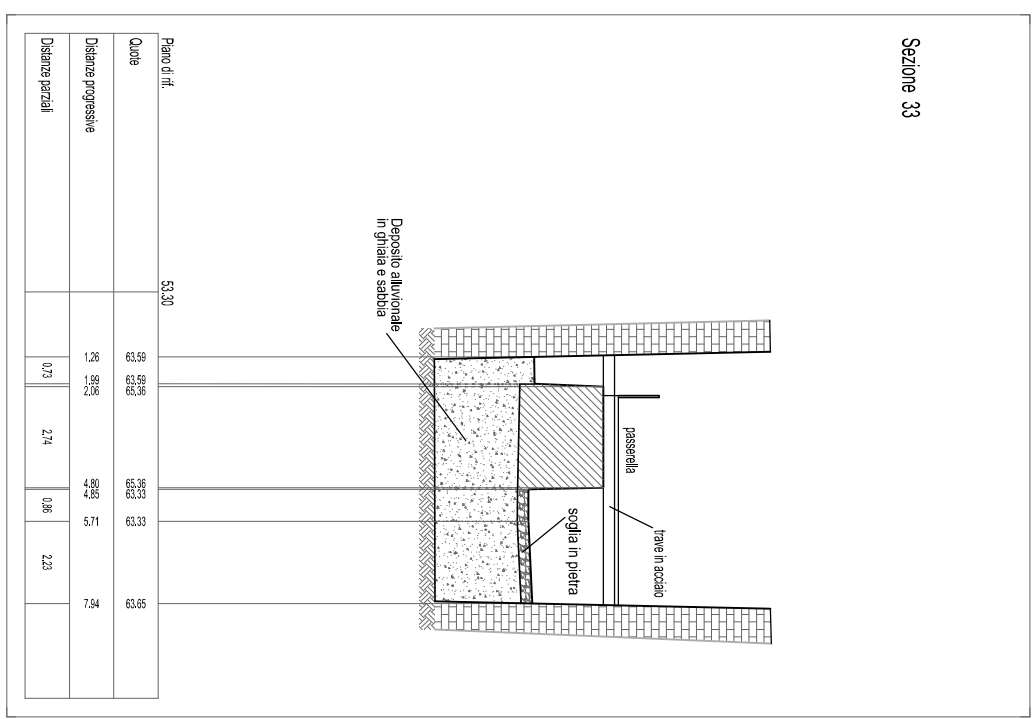 Sezione 33
trave in acciaio
passerella
soglia in pietra
Deposito alluvionale
in ghiaia e sabbia
Piano di rif. 53.30
Quote 63,59 63,59 65,36 65,36 63,33 63,33 63,65
Distanze progressive 1,26 1,99 2,06 4,80 4,85 5,71 7,94
Distanze parziali 0,73 2,74 0,86 2,23